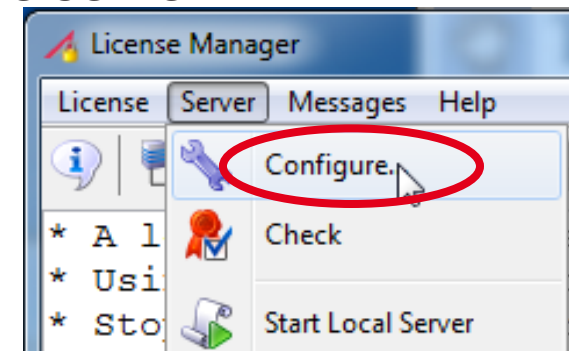 License Manager
License Server Messages Help
Configure..
* A l
Check
* Usi
* Sto
Start Local Server